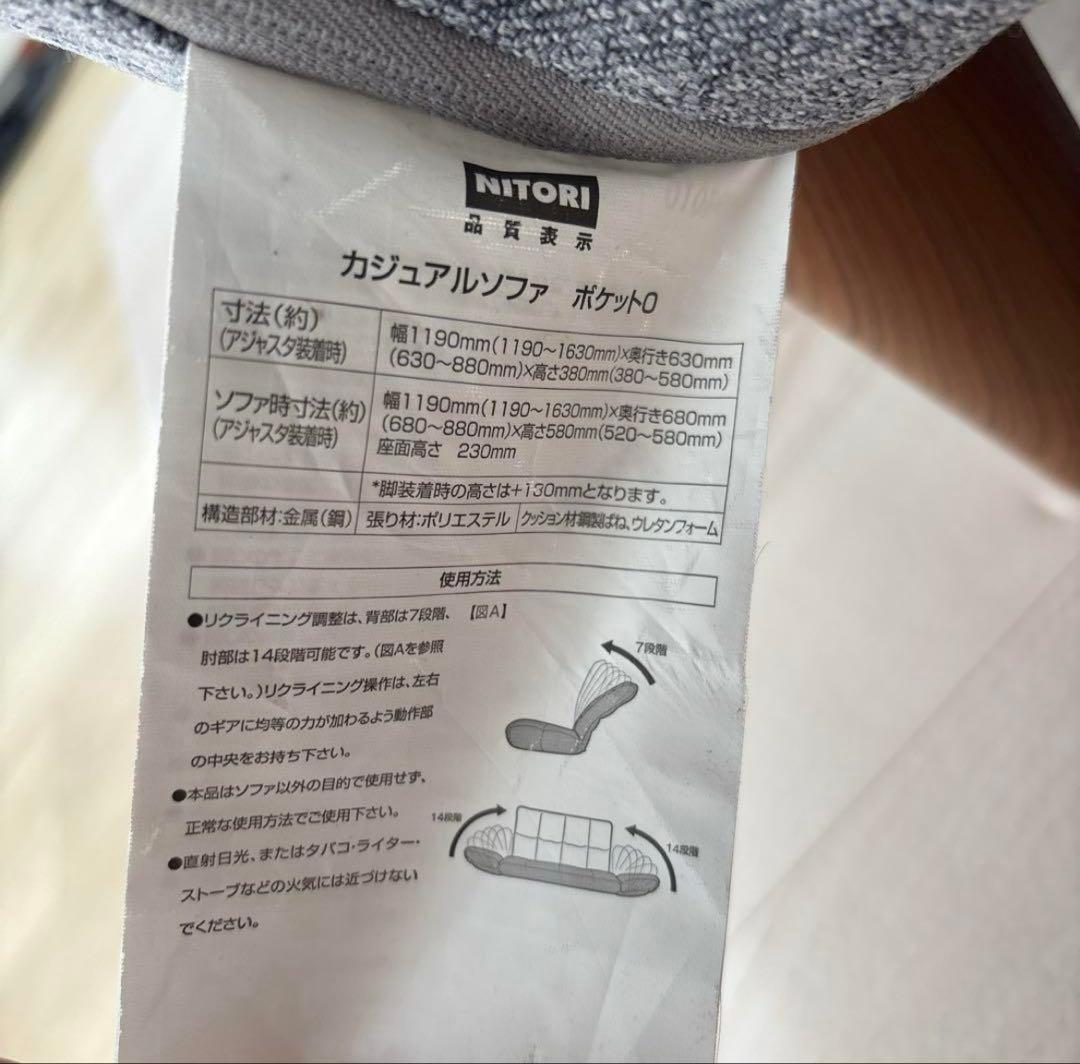 NITORI
品質表示
カジュアルソファ ポケット0
寸法(約)
(アジャスタ装着時)
幅1190mm(1190～1630mm)×奥行き630mm
(630～880mm)×高さ380mm(380～580mm)
ソファ時寸法(約)
(アジャスタ装着時)
幅1190mm(1190～1630mm)×奥行き680mm
(680～880mm)×高さ580mm(520～580mm)
座面高さ 230mm
*脚装着時の高さは+130mmとなります。
構造部材:金属(鋼) 張り材:ポリエステル クッション材:鋼製ばね、ウレタンフォーム
使用方法
●リクライニング調整は、背部は7段階、
肘部は14段階可能です。(図Aを参照
下さい。)リクライニング操作は、左右
のギアに均等の力が加わるよう動作部
の中央をお持ち下さい。
●本品はソファ以外の目的で使用せず、
正常な使用方法でご使用下さい。
●直射日光、またはタバコ・ライター・
ストーブなどの火気には近づけない
でください。
【図A】
7段階
14段階
14段階